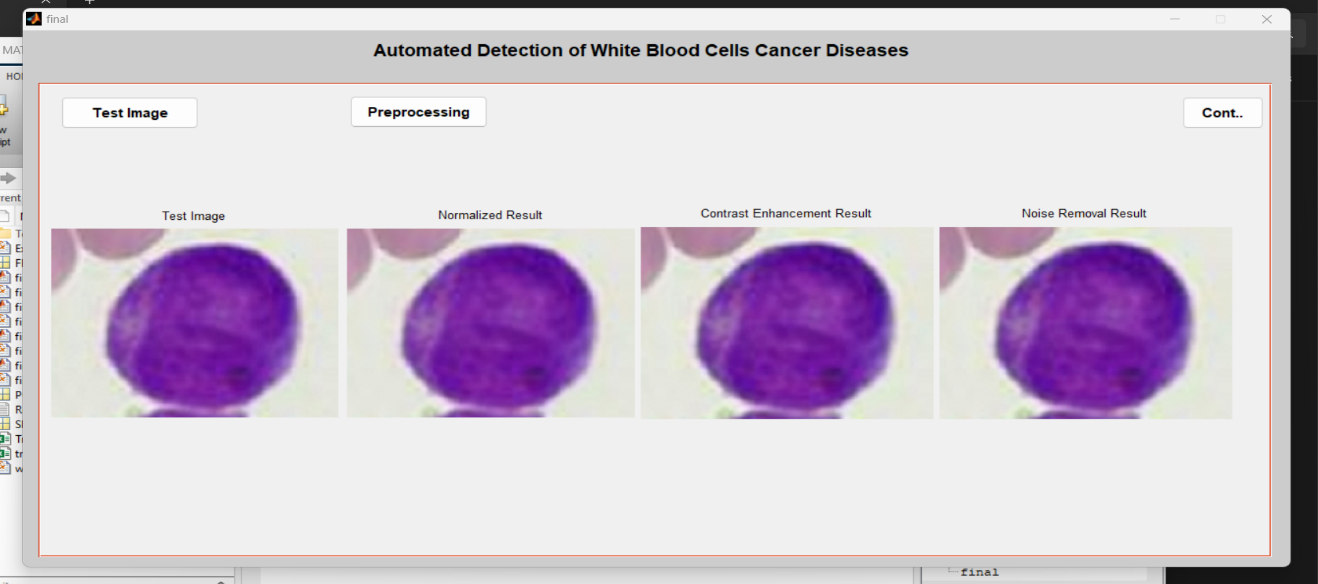 final
Automated Detection of White Blood Cells Cancer Diseases
Test Image
Preprocessing
Cont..
Test Image
Normalized Result
Contrast Enhancement Result
Noise Removal Result
final